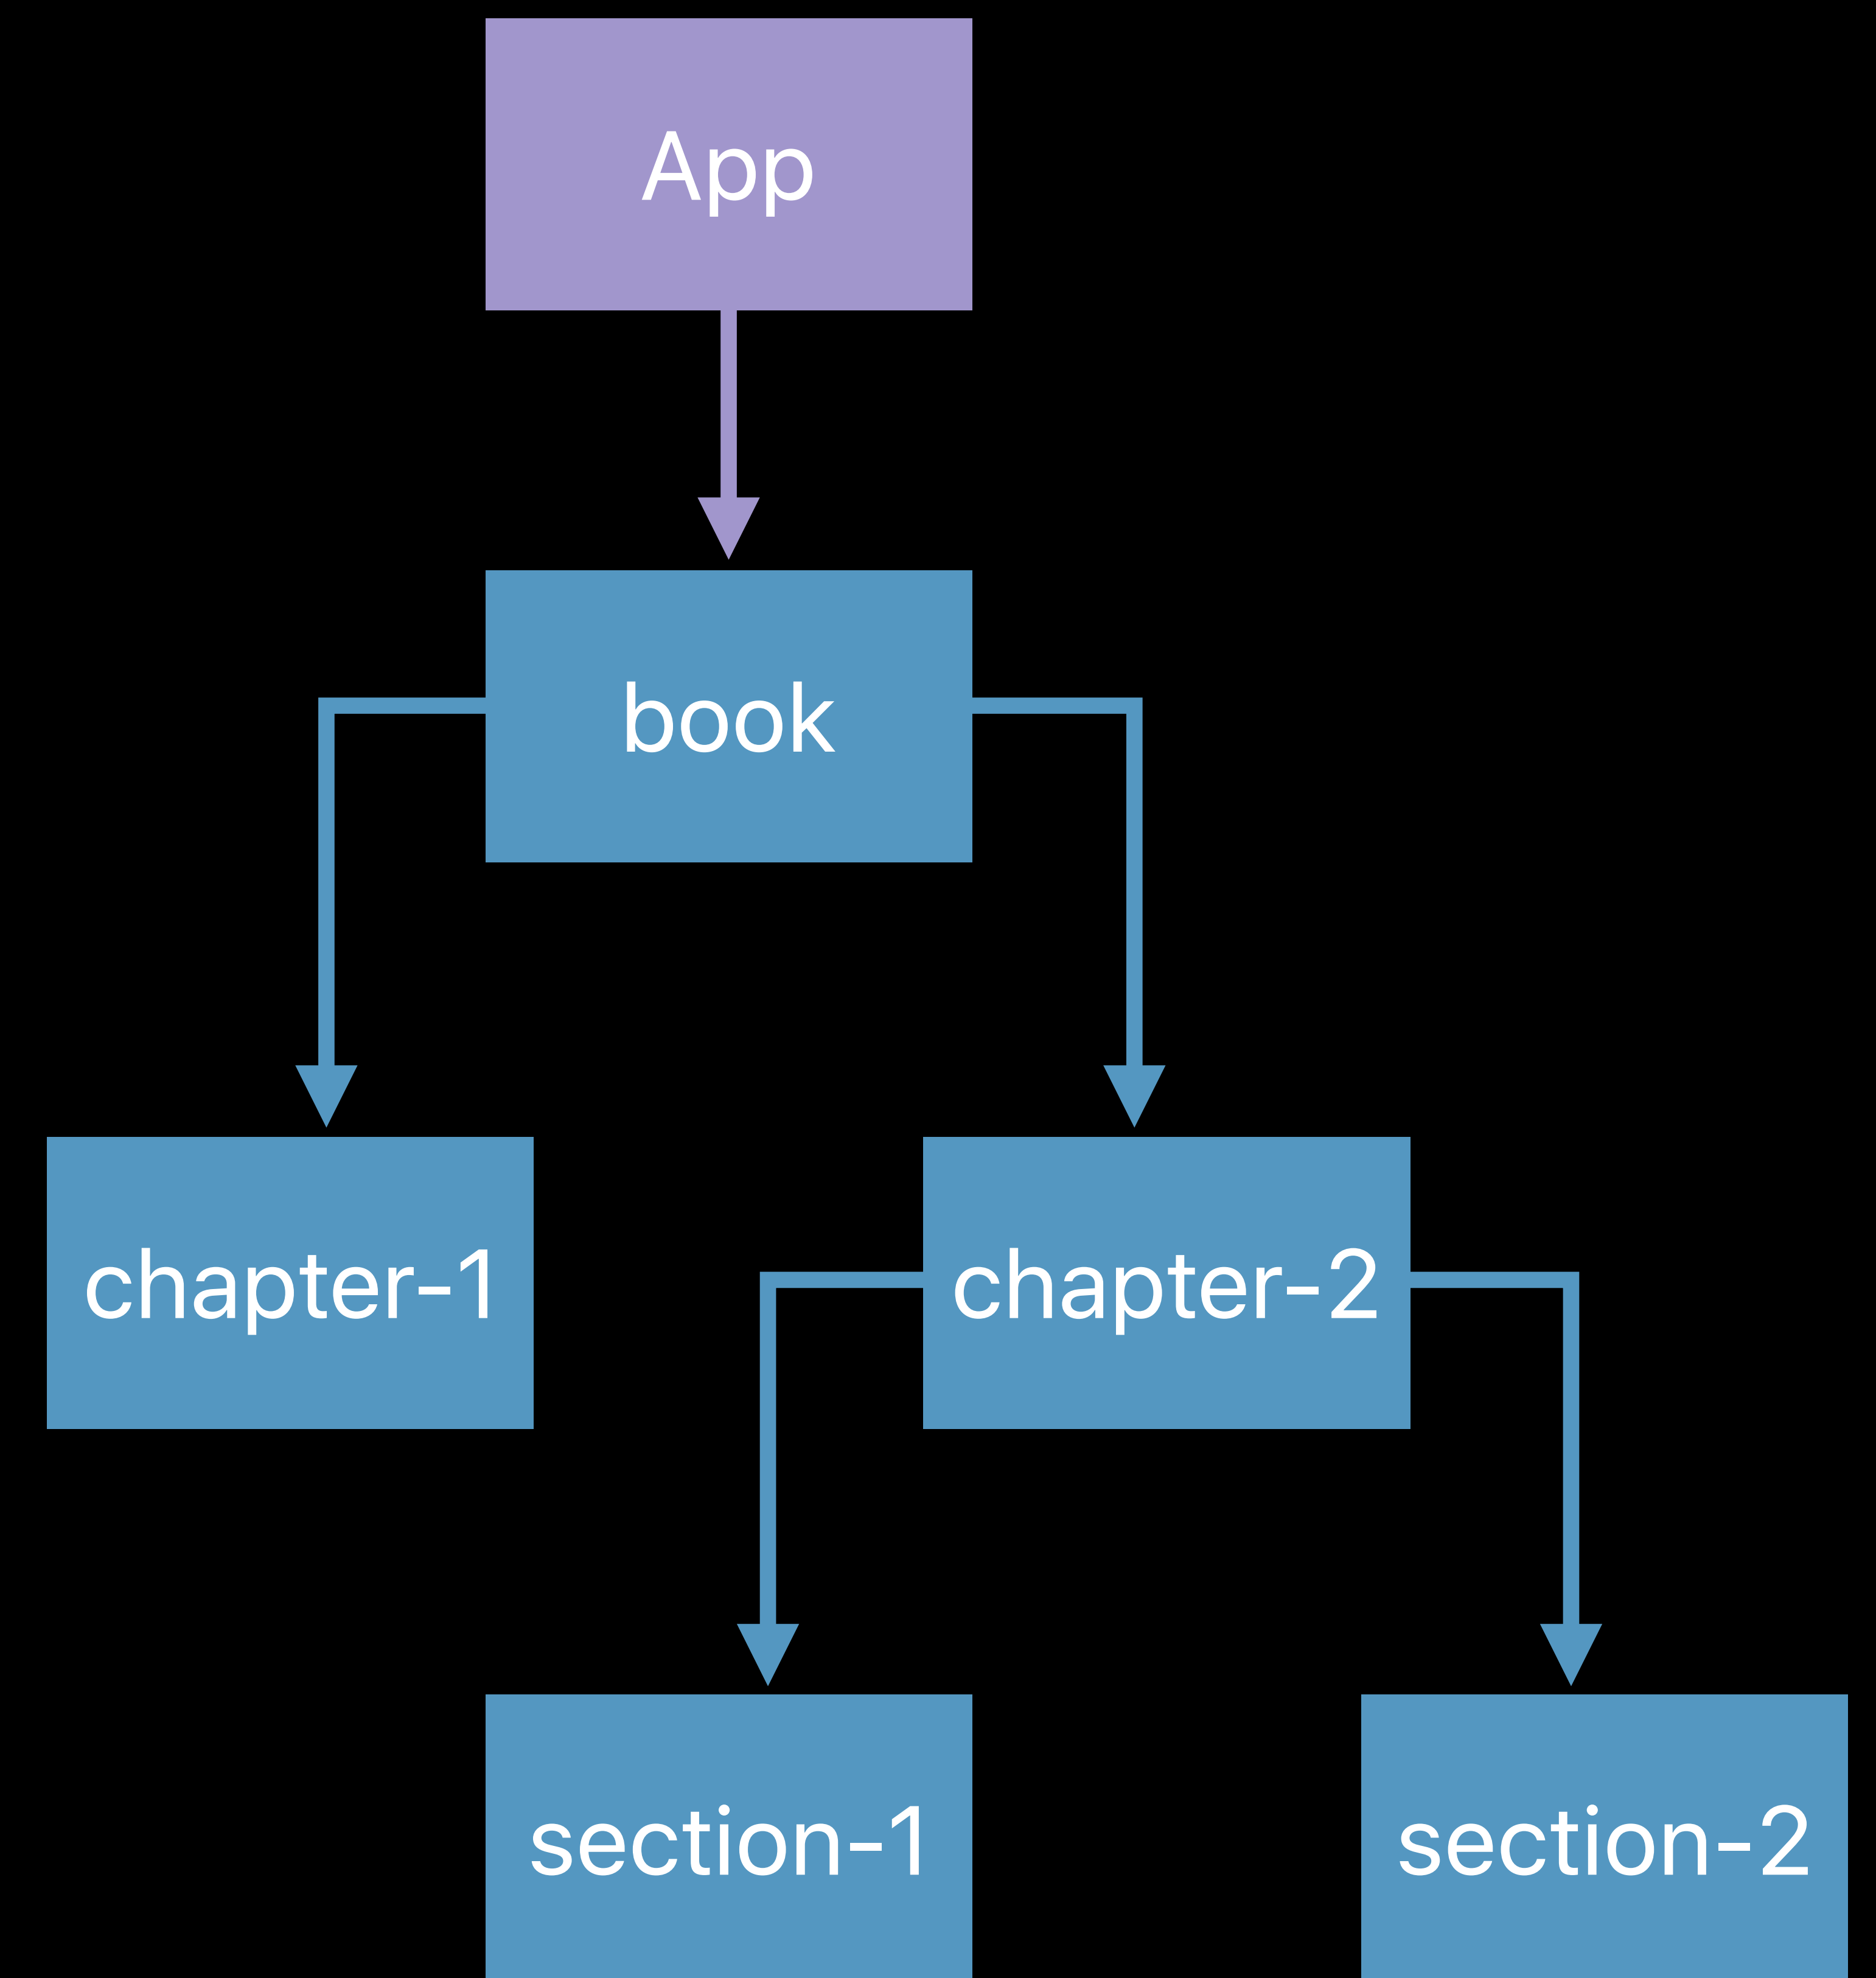 App
book
chapter-1
chapter-2
section-1
section-2